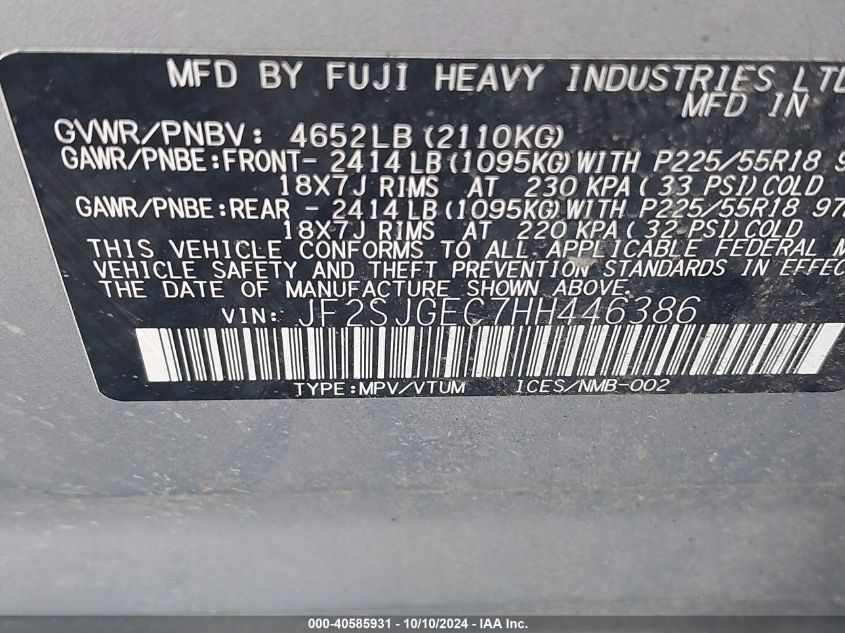 MFD BY FUJI HEAVY INDUSTRIES LTD
MFD IN
GVWR/PNBV: 4652LB (2110KG)
GAWR/PNBE:FRONT- 2414 LB(1095KG)WITH P225/55R18 9
18X7J RIMS AT 230 KPA( 33 PSI)COLD
GAWR/PNBE:REAR - 2414 LB(1095KG)WITH P225/55R18 97
18X7J RIMS AT 220 KPA( 32 PSI)COLD
THIS VEHICLE CONFORMS TO ALL APPLICABLE FEDERAL M
VEHICLE SAFETY AND THEFT PREVENTION STANDARDS IN EFFEC
THE DATE OF MANUFACTURE SHOWN ABOVE.
VIN: JF2SJGEC7HH446386
TYPE:MPV/VTUM ICES/NMB-002
000-40585931 - 10/10/2024 - IAA Inc.